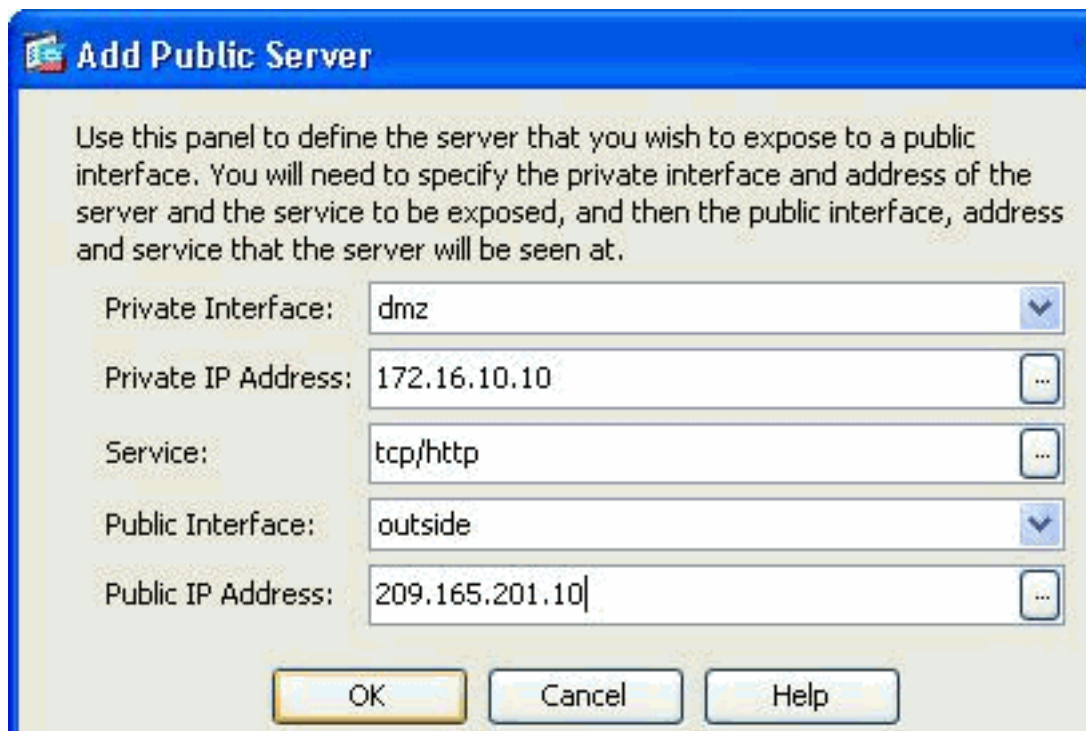 Add Public Server
Use this panel to define the server that you wish to expose to a public
interface. You will need to specify the private interface and address of the
server and the service to be exposed, and then the public interface, address
and service that the server will be seen at.
Private Interface: dmz
Private IP Address: 172.16.10.10 ...
Service: tcp/http ...
Public Interface: outside
Public IP Address: 209.165.201.10 ...
OK Cancel Help